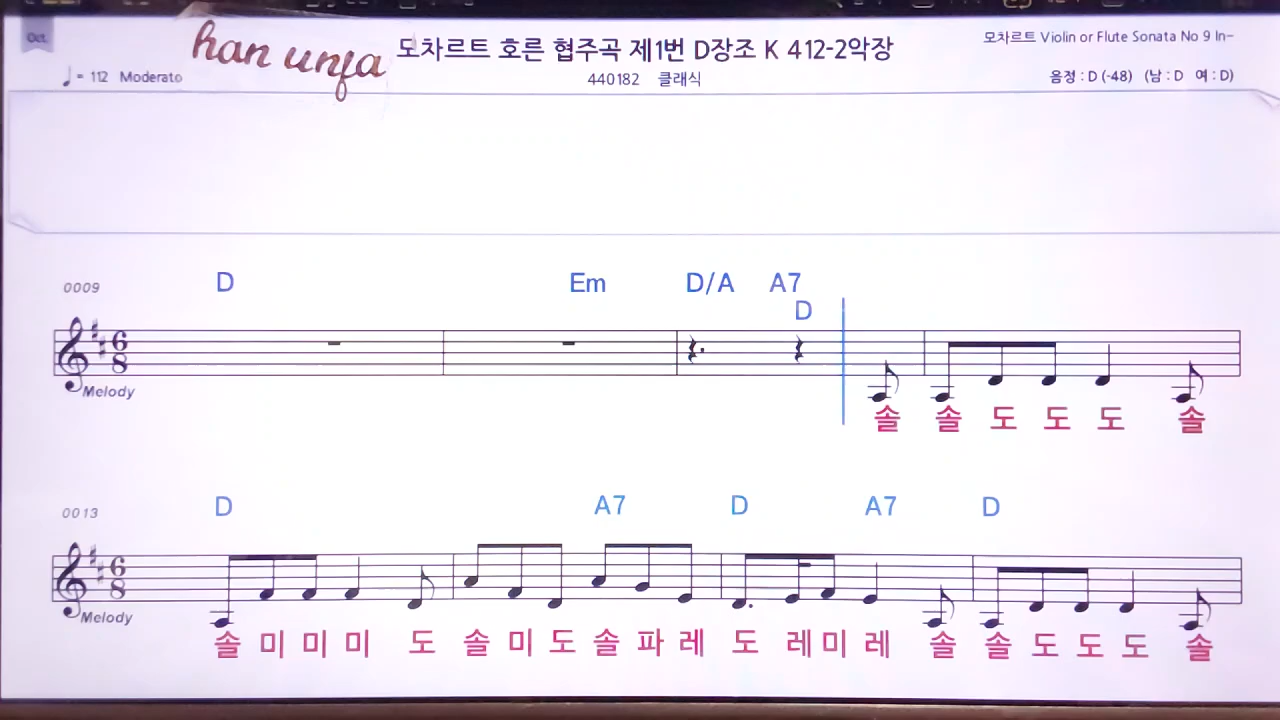 Oct.
han unja
도차르트 호른 협주곡 제1번 D장조 K 412-2악장
모차르트 Violin or Flute Sonata No 9 In-
♩ = 112 Moderato
440182 클래식
음정 : D (-48) (남 : D 여 : D)
0009 D Em D/A A7
D
6
8
Melody
솔 솔 도 도 도 솔
0013 D A7 D A7 D
6
8
Melody
솔 미 미 미 도 솔 미 도 솔 파 레 도 레 미 레 솔 솔 도 도 도 솔